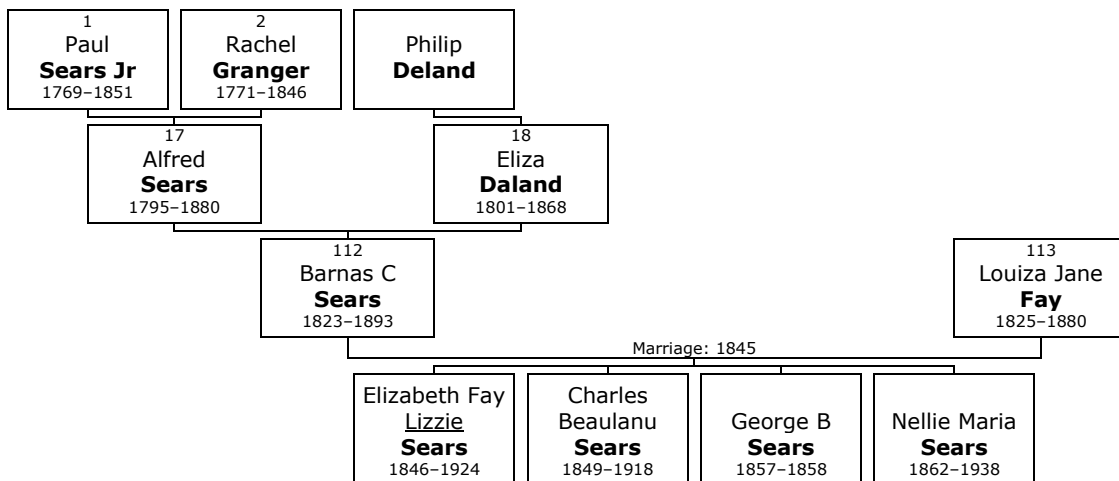 1
Paul
Sears Jr
1769–1851
2
Rachel
Granger
1771–1846
Philip
Deland
17
Alfred
Sears
1795–1880
18
Eliza
Daland
1801–1868
112
Barnas C
Sears
1823–1893
113
Louiza Jane
Fay
1825–1880
Marriage: 1845
Elizabeth Fay
Lizzie
Sears
1846–1924
Charles
Beaulanu
Sears
1849–1918
George B
Sears
1857–1858
Nellie Maria
Sears
1862–1938